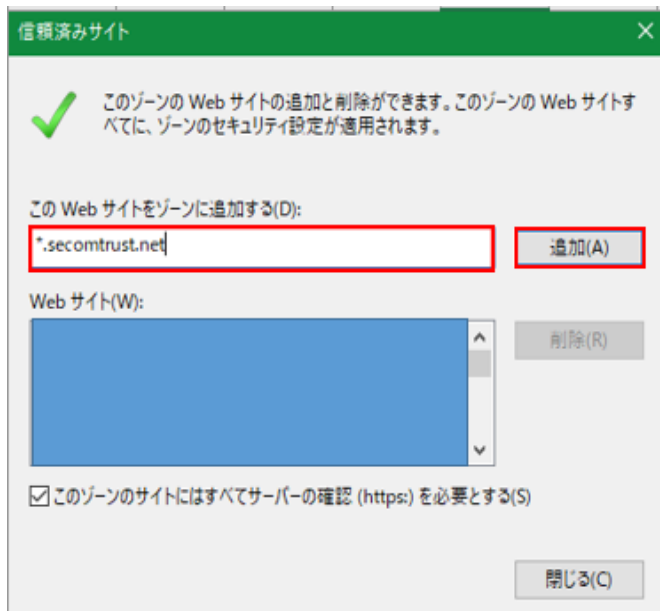 信頼済みサイト
このゾーンの Web サイトの追加と削除ができます。このゾーンの Web サイトす
べてに、ゾーンのセキュリティ設定が適用されます。
この Web サイトをゾーンに追加する(D):
*.secomtrust.net
追加(A)
Web サイト(W):
削除(R)
このゾーンのサイトにはすべてサーバーの確認 (https:) を必要とする(S)
閉じる(C)